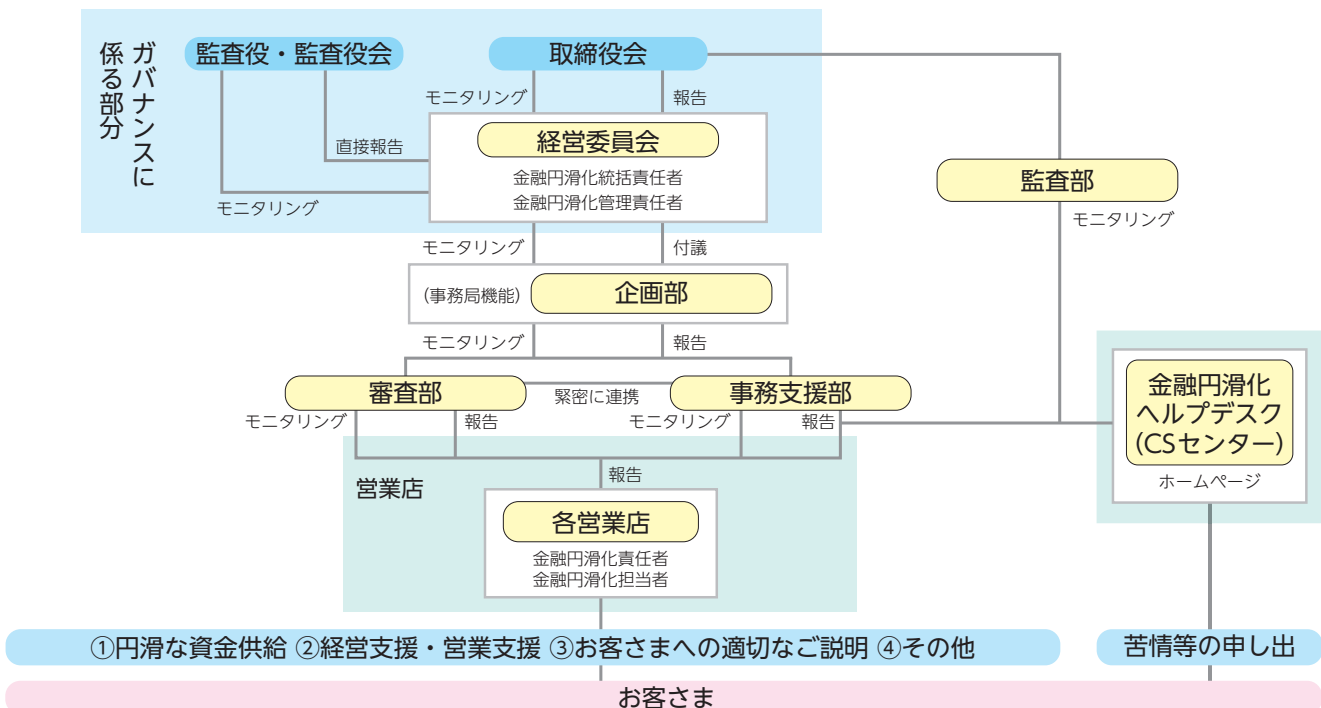 ガバナンスに
係る部分
監査役・監査役会
取締役会
モニタリング
報告
直接報告
モニタリング
経営委員会
金融円滑化統括責任者
金融円滑化管理責任者
監査部
モニタリング
モニタリング
付議
(事務局機能)
企画部
モニタリング
報告
審査部
緊密に連携
事務支援部
モニタリング
報告
モニタリング
報告
金融円滑化
ヘルプデスク
(CSセンター)
ホームページ
営業店
報告
各営業店
金融円滑化責任者
金融円滑化担当者
①円滑な資金供給 ②経営支援・営業支援 ③お客さまへの適切なご説明 ④その他
苦情等の申し出
お客さま